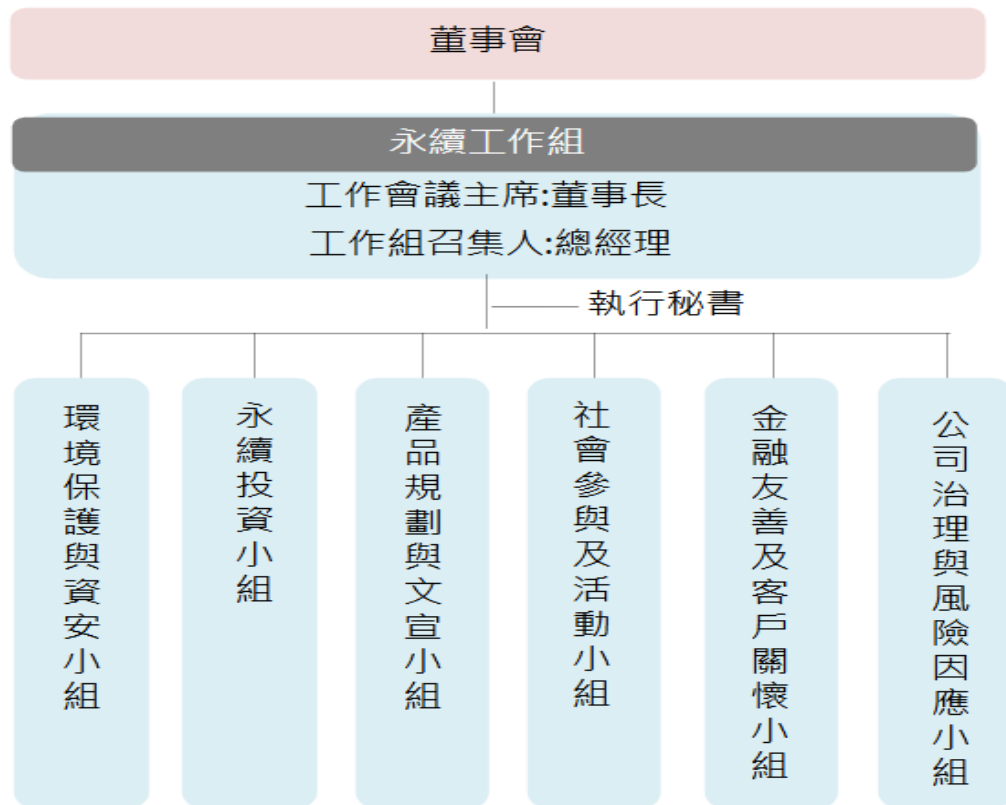 董事會
永續工作組
工作會議主席:董事長
工作組召集人:總經理
執行秘書
環境保護與資安小組
永續投資小組
產品規劃與文宣小組
社會參與及活動小組
金融友善及客戶關懷小組
公司治理與風險因應小組